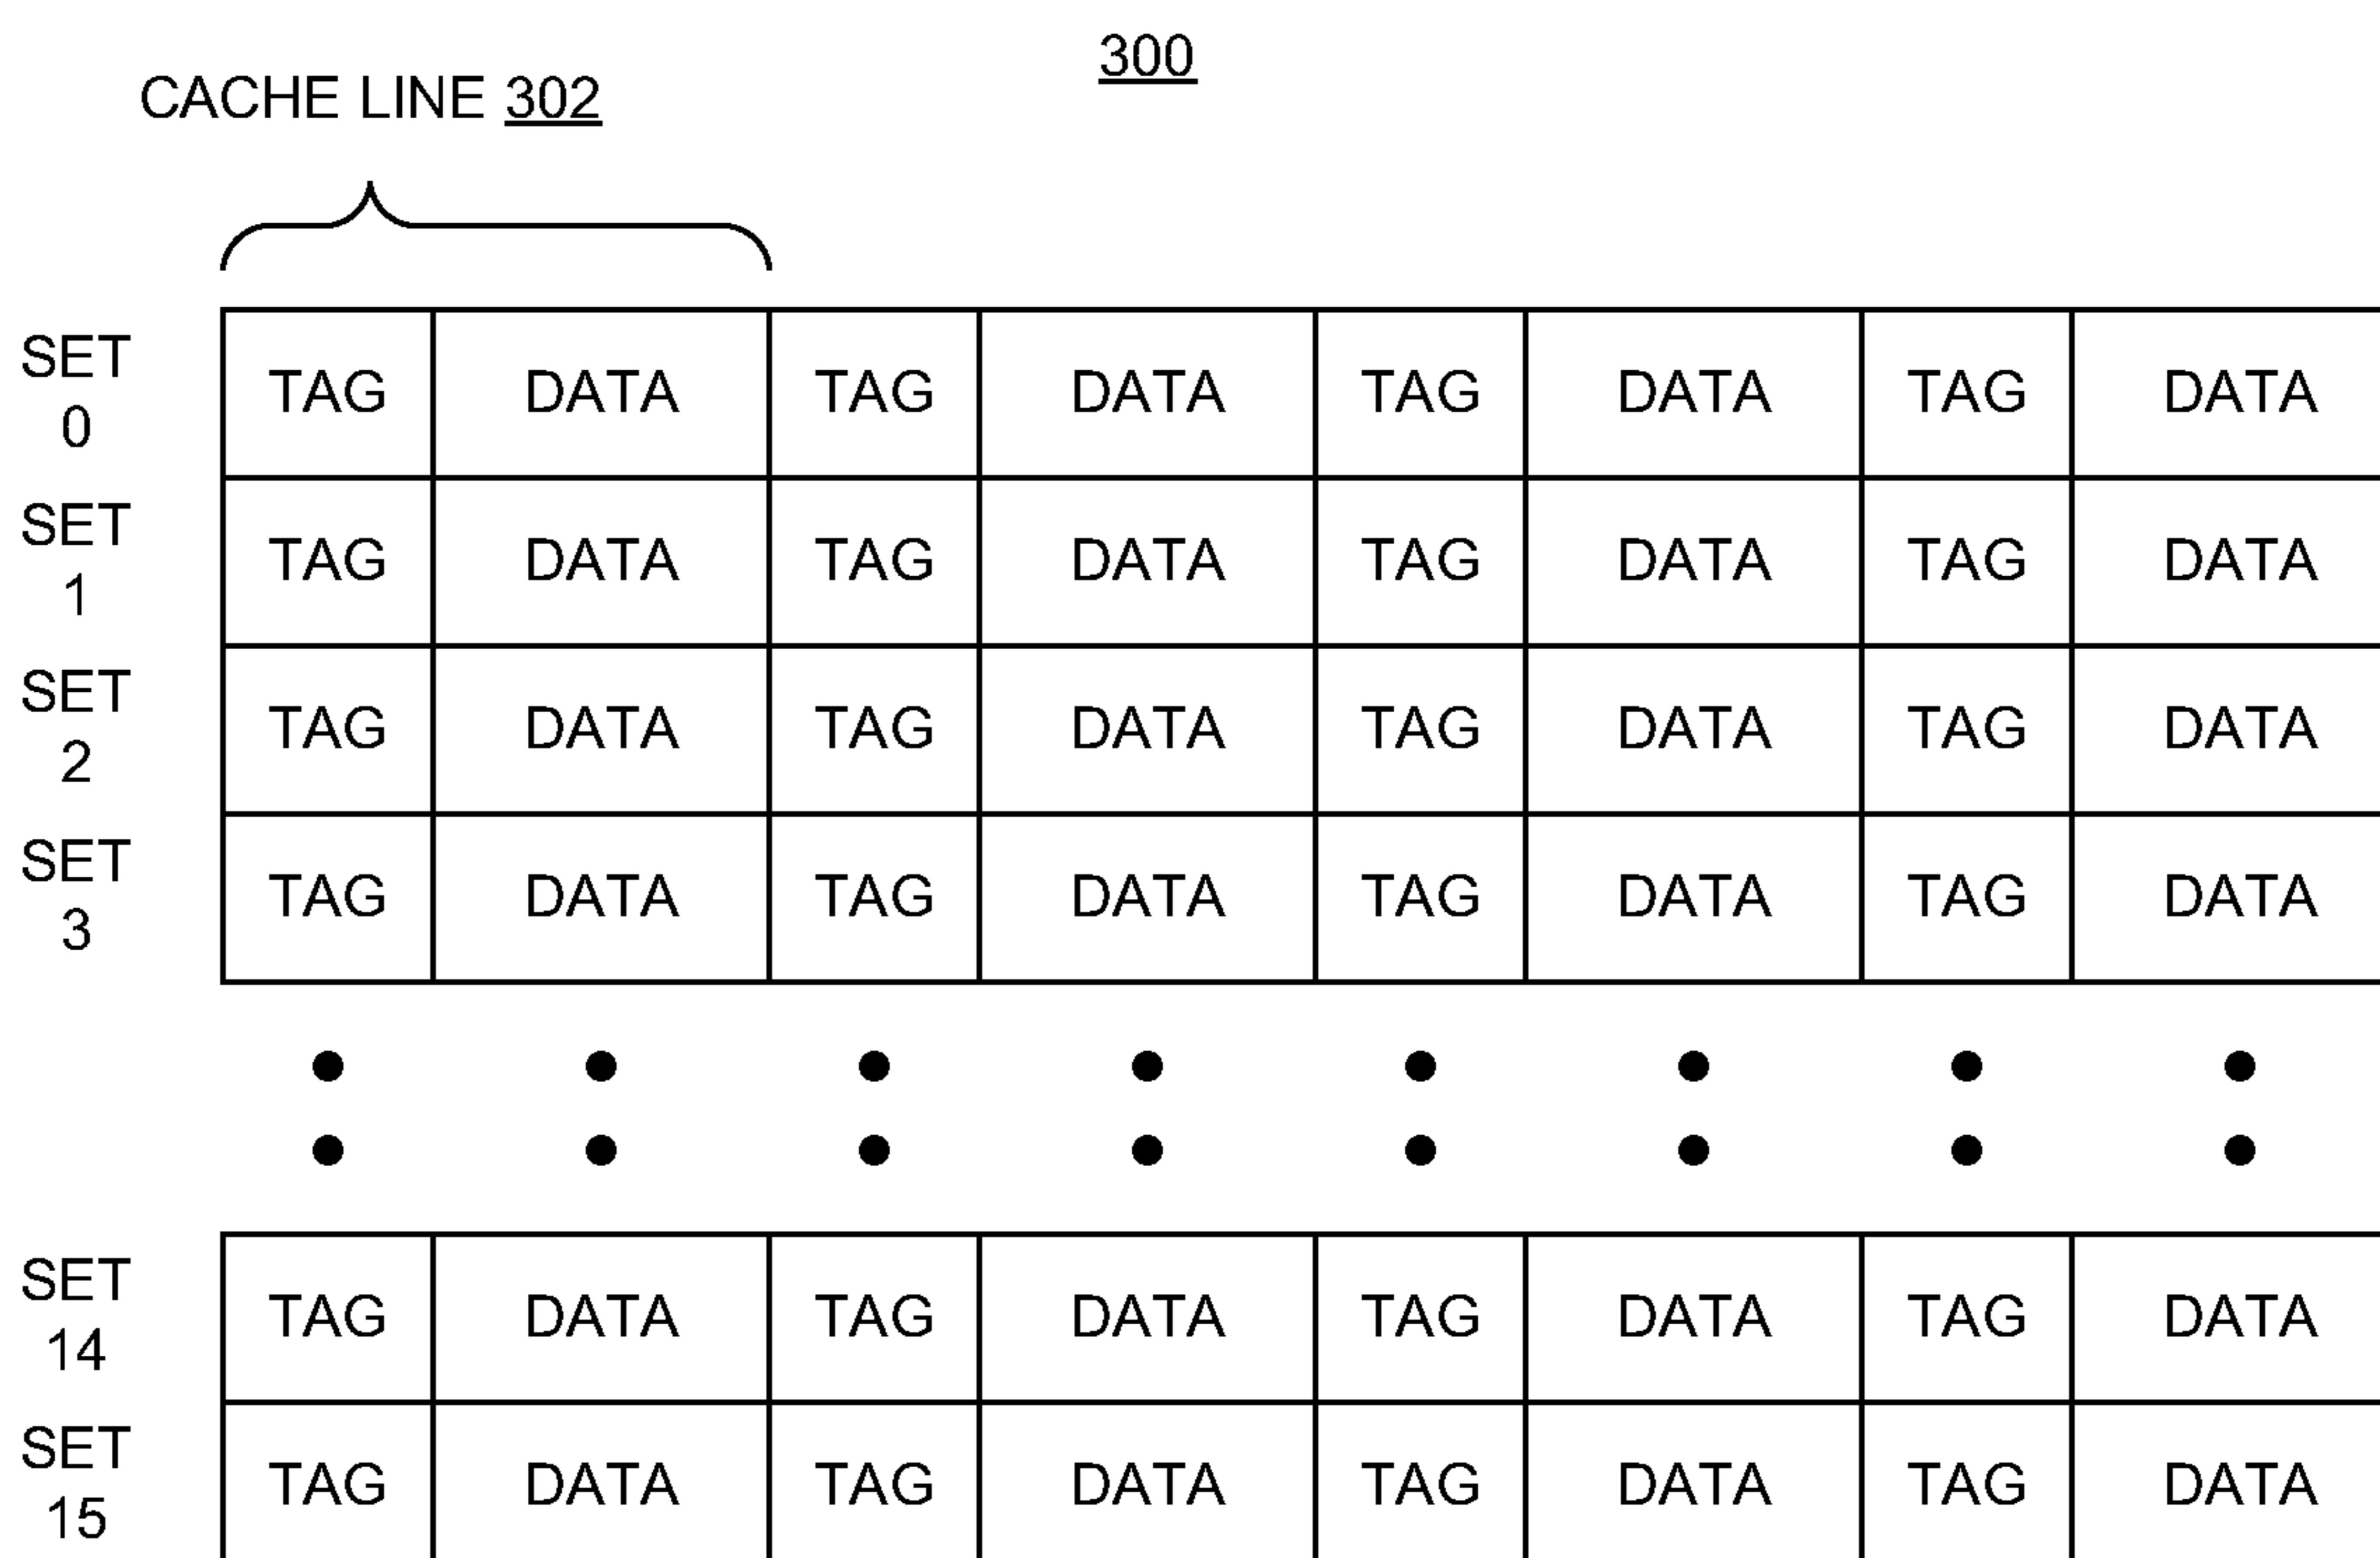 300
CACHE LINE 302
SET 0 TAG DATA TAG DATA TAG DATA TAG DATA
SET 1 TAG DATA TAG DATA TAG DATA TAG DATA
SET 2 TAG DATA TAG DATA TAG DATA TAG DATA
SET 3 TAG DATA TAG DATA TAG DATA TAG DATA
SET 14 TAG DATA TAG DATA TAG DATA TAG DATA
SET 15 TAG DATA TAG DATA TAG DATA TAG DATA